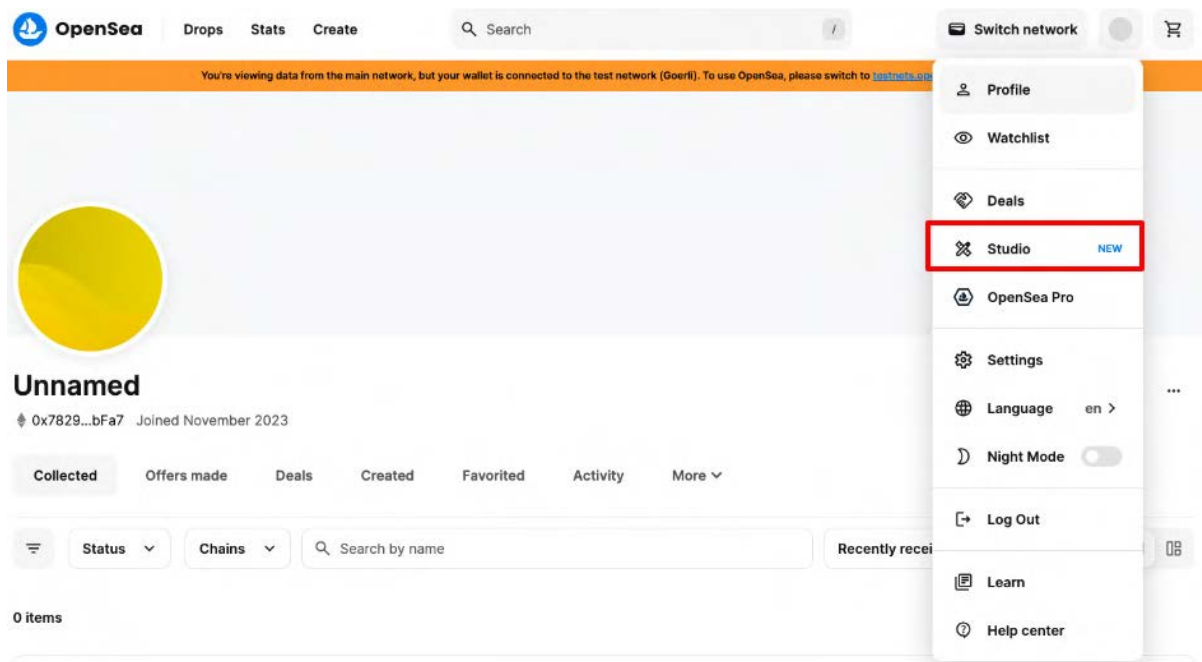 OpenSea Drops Stats Create Search / Switch network
You're viewing data from the main network, but your wallet is connected to the test network (Goerli). To use OpenSea, please switch to testnets.op
Profile
Watchlist
Deals
Studio NEW
OpenSea Pro
Settings
Language en >
Night Mode
Log Out
Learn
Help center
Unnamed
...
0x7829...bFa7 Joined November 2023
Collected Offers made Deals Created Favorited Activity More
Status Chains Search by name Recently recei
0 items